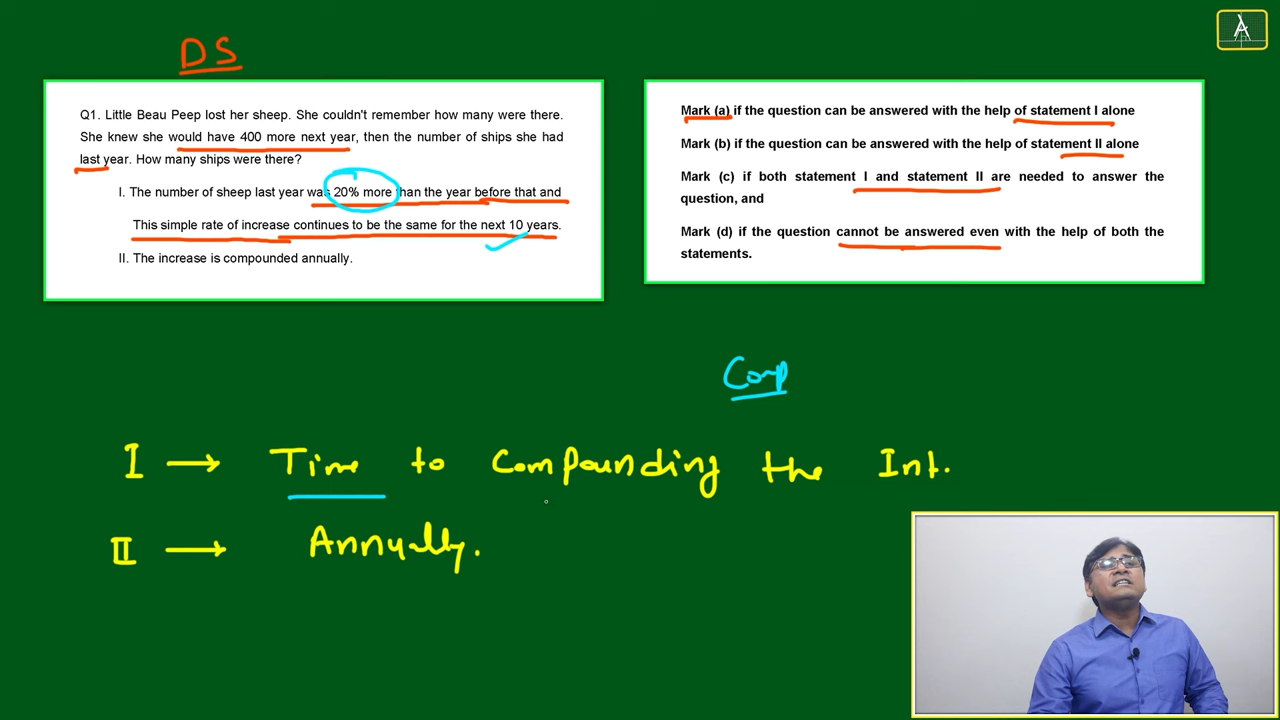 DS
Q1. Little Beau Peep lost her sheep. She couldn't remember how many were there.
She knew she would have 400 more next year, then the number of ships she had
last year. How many ships were there?
I. The number of sheep last year was 20% more than the year before that and
This simple rate of increase continues to be the same for the next 10 years.
II. The increase is compounded annually.
Mark (a) if the question can be answered with the help of statement I alone
Mark (b) if the question can be answered with the help of statement II alone
Mark (c) if both statement I and statement II are needed to answer the
question, and
Mark (d) if the question cannot be answered even with the help of both the
statements.
Comp
I → Time to Compounding the Int.
II → Annually.